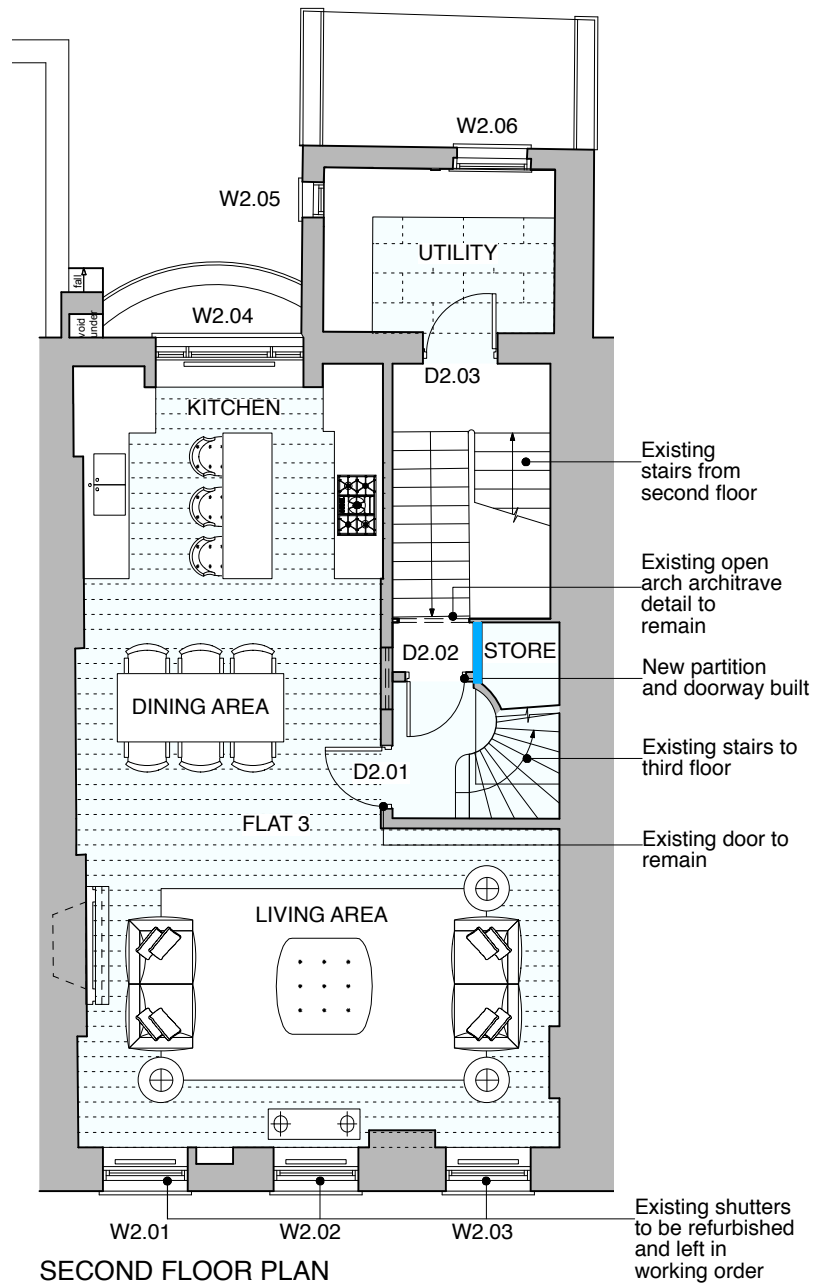 W2.06
W2.05
UTILITY
fall
void
under
W2.04
D2.03
KITCHEN
Existing
stairs from
second floor
Existing open
arch architrave
detail to
remain
D2.02
STORE
New partition
and doorway built
DINING AREA
Existing stairs to
third floor
D2.01
FLAT 3
Existing door to
remain
LIVING AREA
Existing shutters
to be refurbished
and left in
working order
W2.01
W2.02
W2.03
SECOND FLOOR PLAN